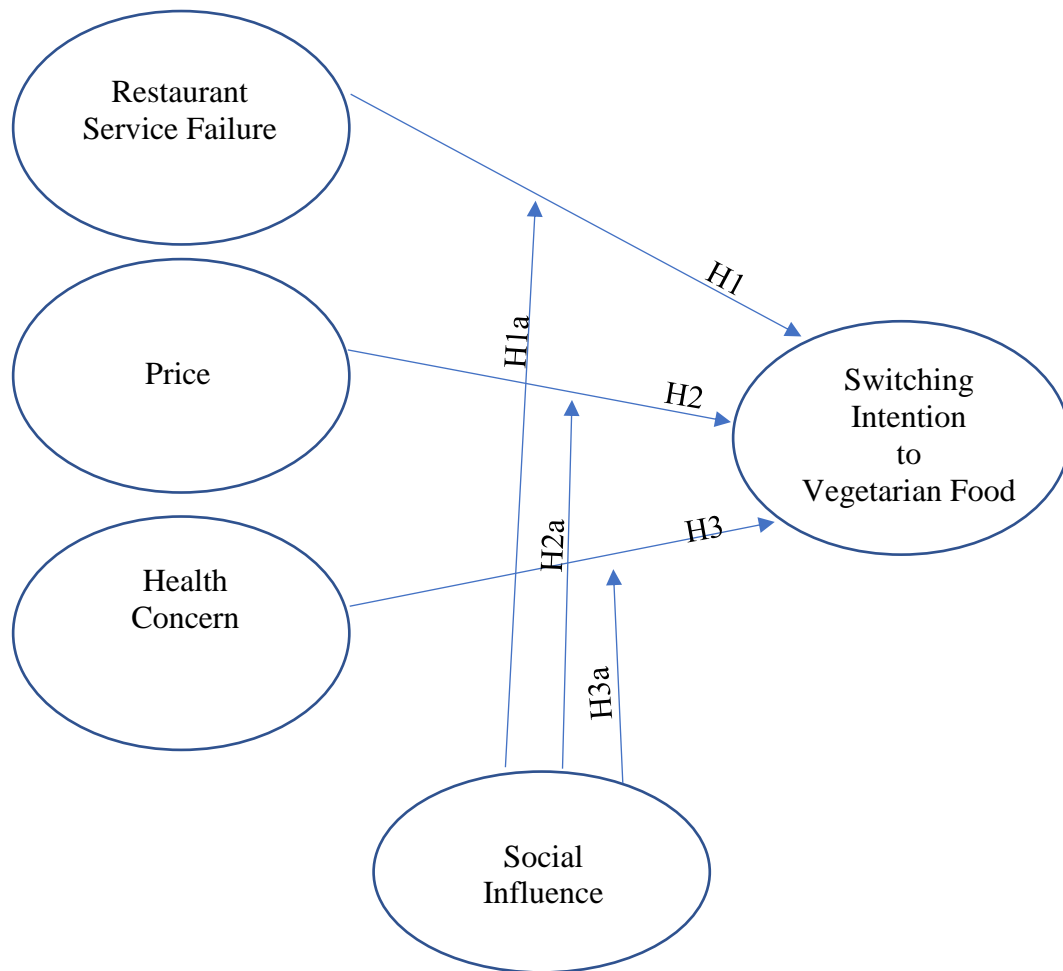 Restaurant
Service Failure
H1
H1a
Price
H2
Switching
Intention
to
Vegetarian Food
H2a
H3
Health
Concern
H3a
Social
Influence